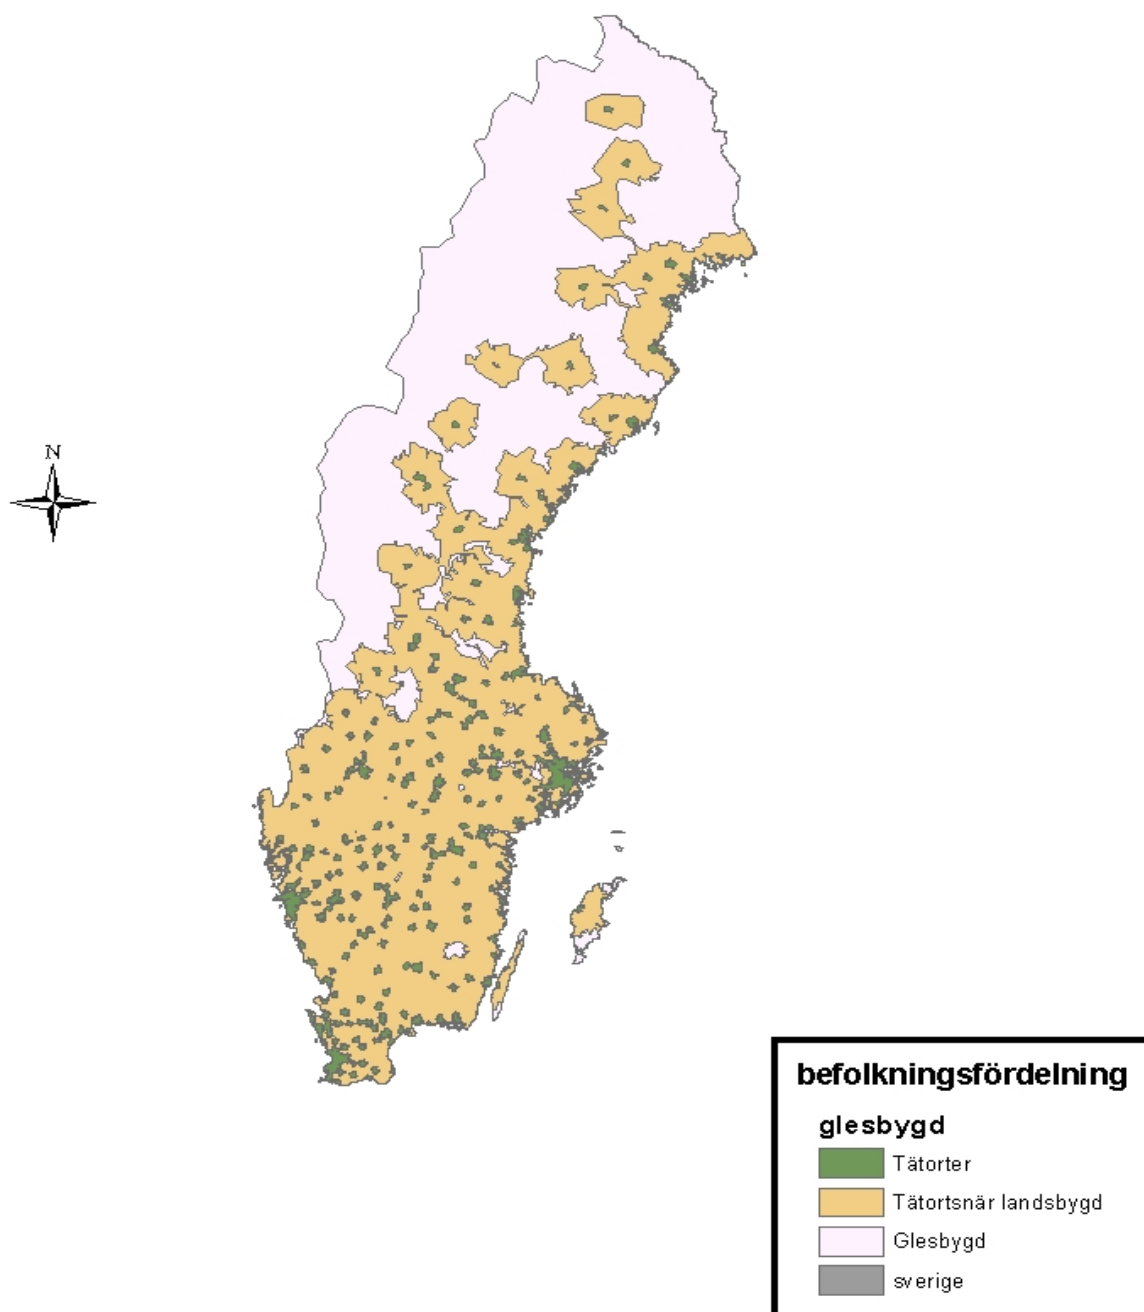 N
befolkningsfördelning
glesbygd
Tätorter
Tätortsnär landsbygd
Glesbygd
sverige